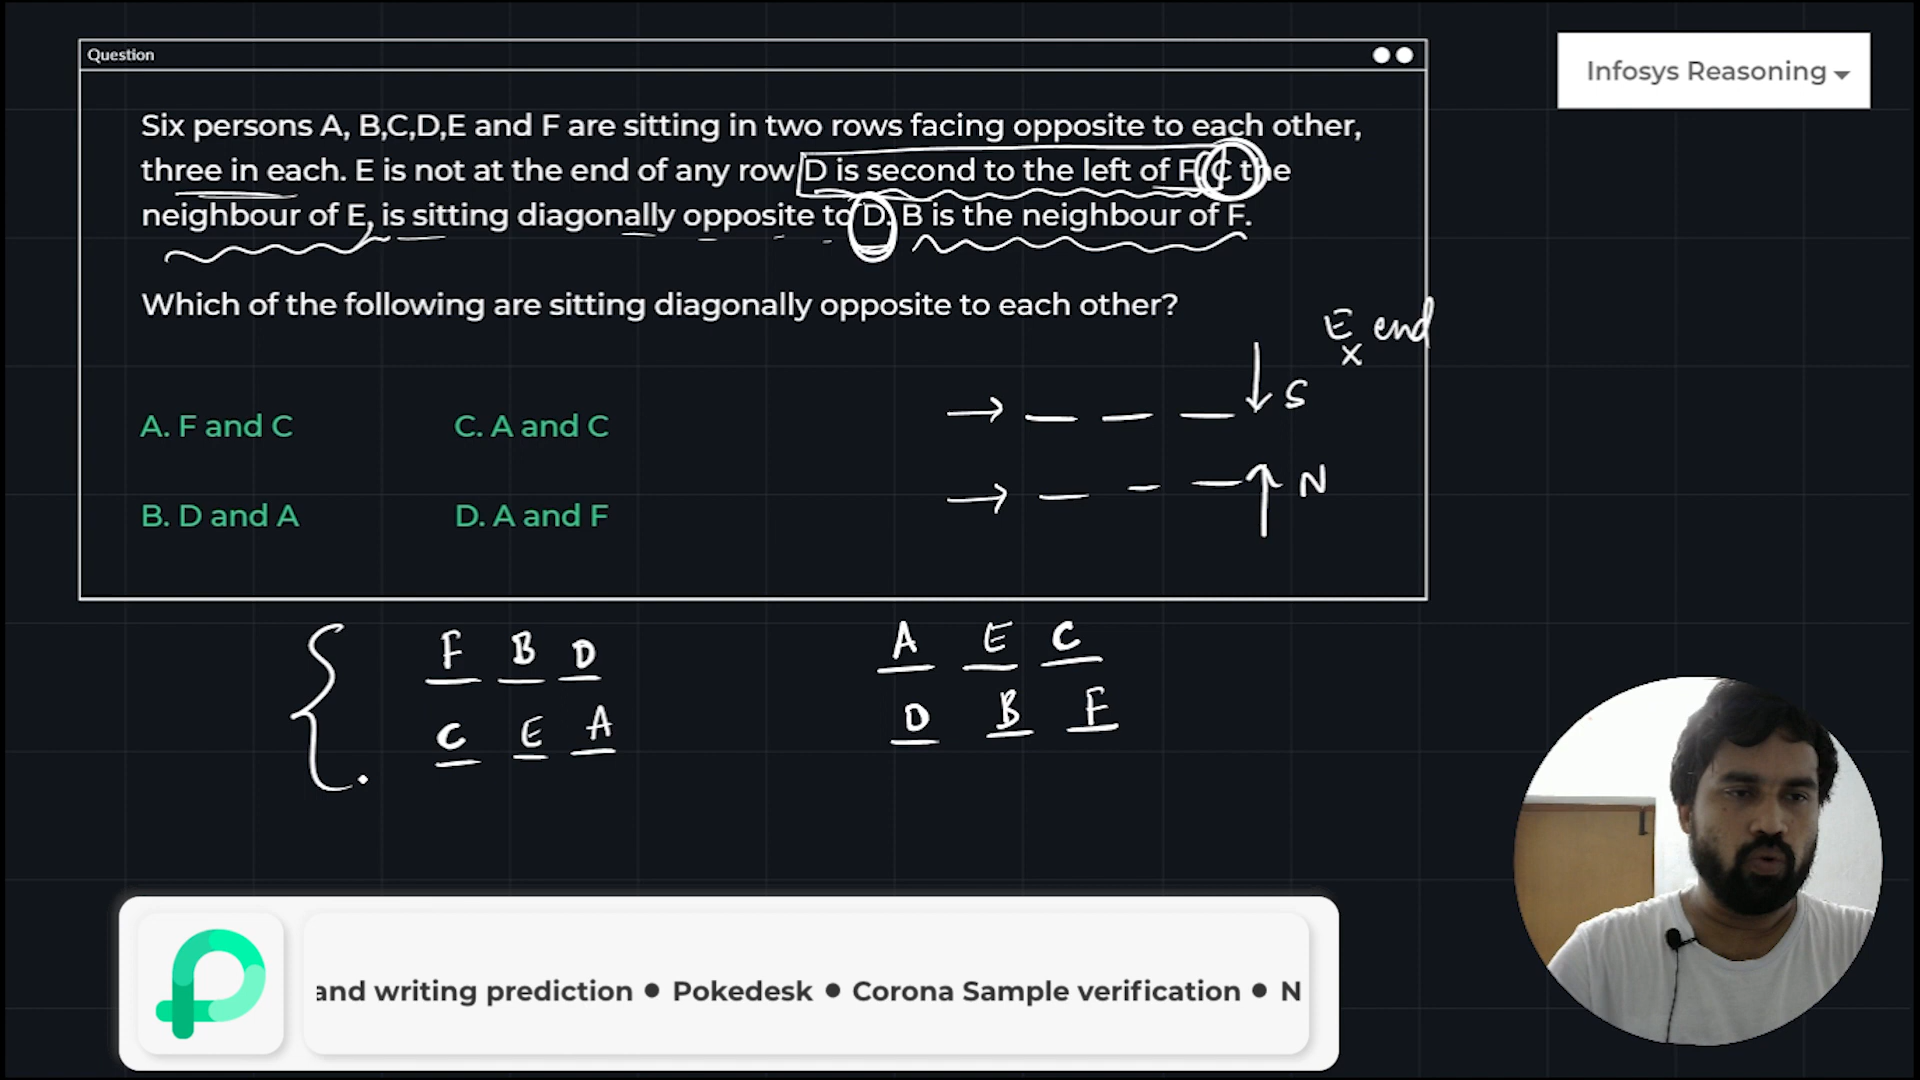 Question
Infosys Reasoning
Six persons A, B,C,D,E and F are sitting in two rows facing opposite to each other,
three in each. E is not at the end of any row D is second to the left of F. C the
neighbour of E, is sitting diagonally opposite to D. B is the neighbour of F.
Which of the following are sitting diagonally opposite to each other?
E end
x
S
A. F and C C. A and C
N
B. D and A D. A and F
F B D A E C
C E A D B F
and writing prediction ● Pokedesk ● Corona Sample verification ● N